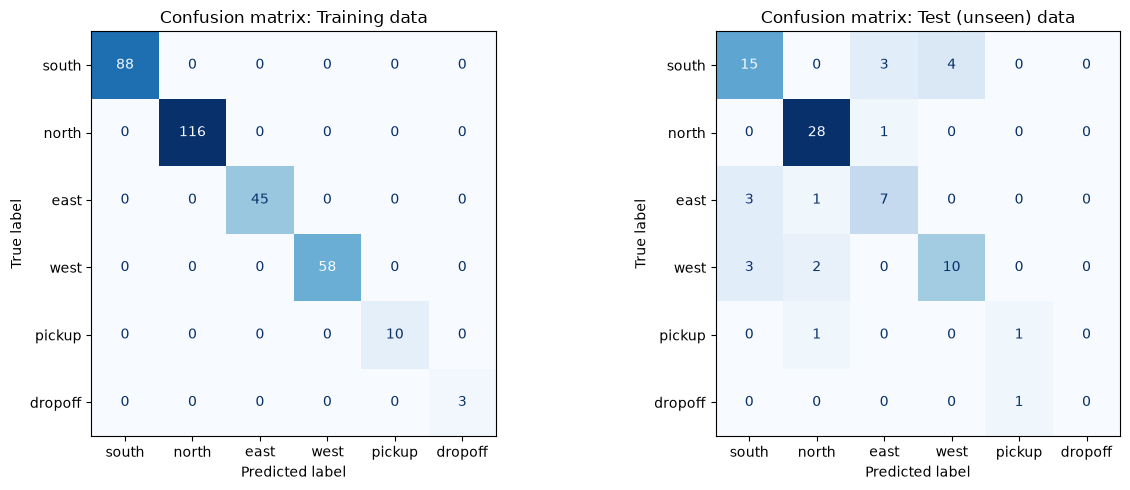 Confusion matrix: Training data
True label
south 88 0 0 0 0 0
north 0 116 0 0 0 0
east 0 0 45 0 0 0
west 0 0 0 58 0 0
pickup 0 0 0 0 10 0
dropoff 0 0 0 0 0 3
south north east west pickup dropoff
Predicted label
Confusion matrix: Test (unseen) data
True label
south 15 0 3 4 0 0
north 0 28 1 0 0 0
east 3 1 7 0 0 0
west 3 2 0 10 0 0
pickup 0 1 0 0 1 0
dropoff 0 0 0 0 1 0
south north east west pickup dropoff
Predicted label